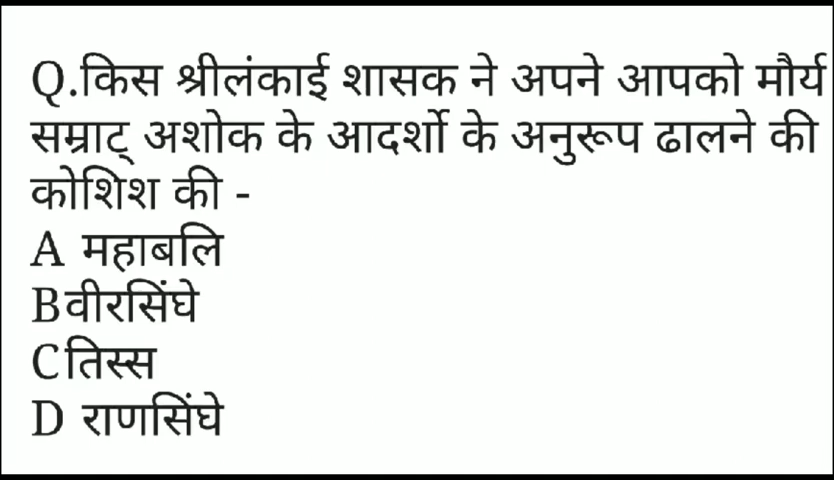 Q.किस श्रीलंकाई शासक ने अपने आपको मौर्य
सम्राट् अशोक के आदर्शो के अनुरूप ढालने की
कोशिश की -
A महाबलि
Bवीरसिंघे
Cतिस्स
D राणसिंघे